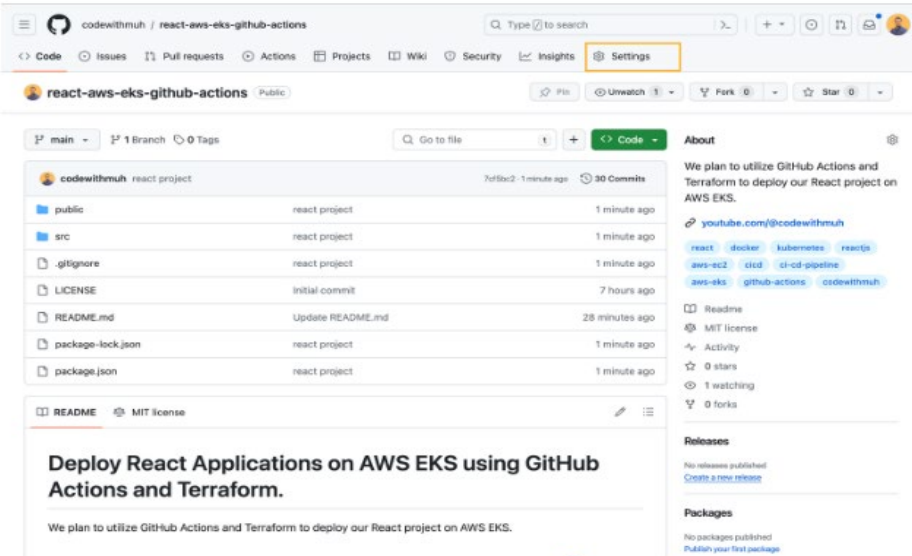 codewithmuh / react-aws-eks-github-actions
Type / to search
Code Issues Pull requests Actions Projects Wiki Security Insights Settings
react-aws-eks-github-actions Public
Pin Unwatch 1 Fork 0 Star 0
main 1 Branch 0 Tags
Go to file t + Code
codewithmuh react project 7cf5bc2 · 1 minute ago 30 Commits
public react project 1 minute ago
src react project 1 minute ago
.gitignore react project 1 minute ago
LICENSE Initial commit 7 hours ago
README.md Update README.md 28 minutes ago
package-lock.json react project 1 minute ago
package.json react project 1 minute ago
README MIT license
Deploy React Applications on AWS EKS using GitHub
Actions and Terraform.
We plan to utilize GitHub Actions and Terraform to deploy our React project on AWS EKS.
About
We plan to utilize GitHub Actions and
Terraform to deploy our React project on
AWS EKS.
youtube.com/@codewithmuh
react docker kubernetes reactjs
aws-ec2 cicd ci-cd-pipeline
aws-eks github-actions codewithmuh
Readme
MIT license
Activity
0 stars
1 watching
0 forks
Releases
No releases published
Create a new release
Packages
No packages published
Publish your first package